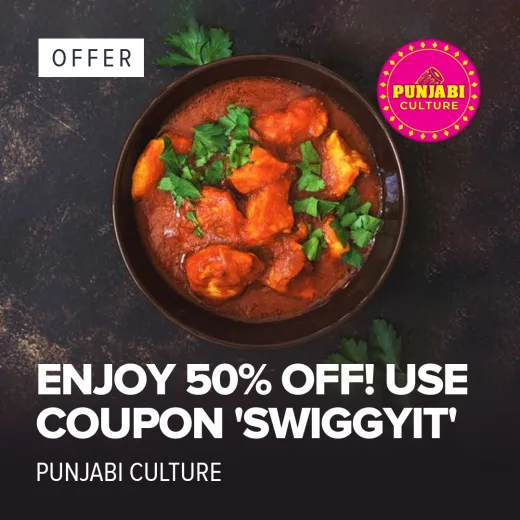 OFFER
PUNJABI
CULTURE
ENJOY 50% OFF! USE
COUPON 'SWIGGYIT'
PUNJABI CULTURE